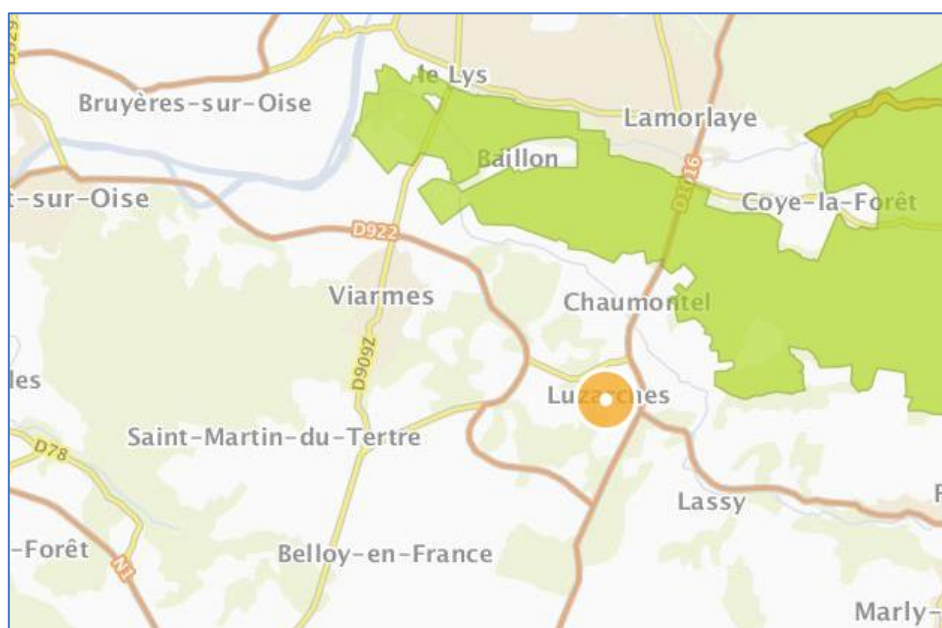 D929
le Lys
Bruyères-sur-Oise
Lamorlaye
Baillon
D1016
t-sur-Oise
Coye-la-Forêt
D922
Viarmes
Chaumontel
D909Z
les
Luzarches
Saint-Martin-du-Tertre
D78
Lassy
F
-Forêt
Belloy-en-France
N1
Marly-